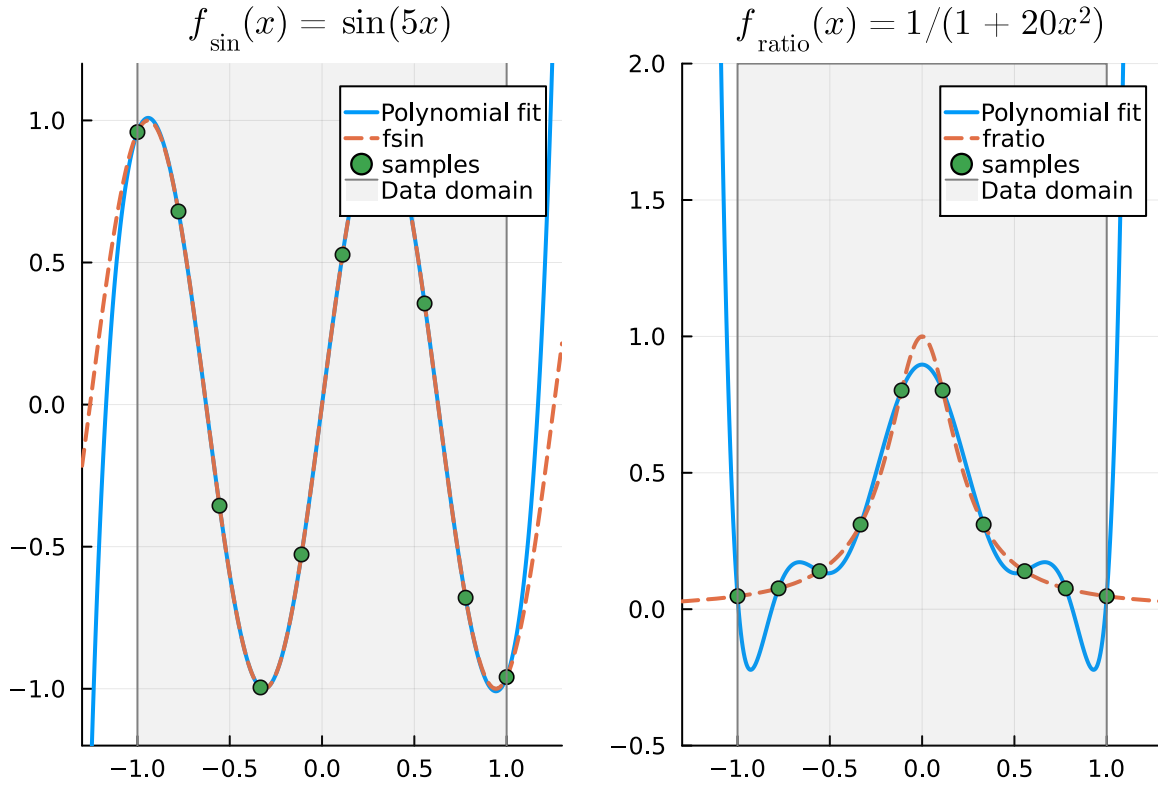 f_sin(x) = sin(5x)
Polynomial fit
fsin
samples
Data domain
1.0
0.5
0.0
−0.5
−1.0
−1.0
−0.5
0.0
0.5
1.0
f_ratio(x) = 1/(1 + 20x²)
Polynomial fit
fratio
samples
Data domain
2.0
1.5
1.0
0.5
0.0
−0.5
−1.0
−0.5
0.0
0.5
1.0